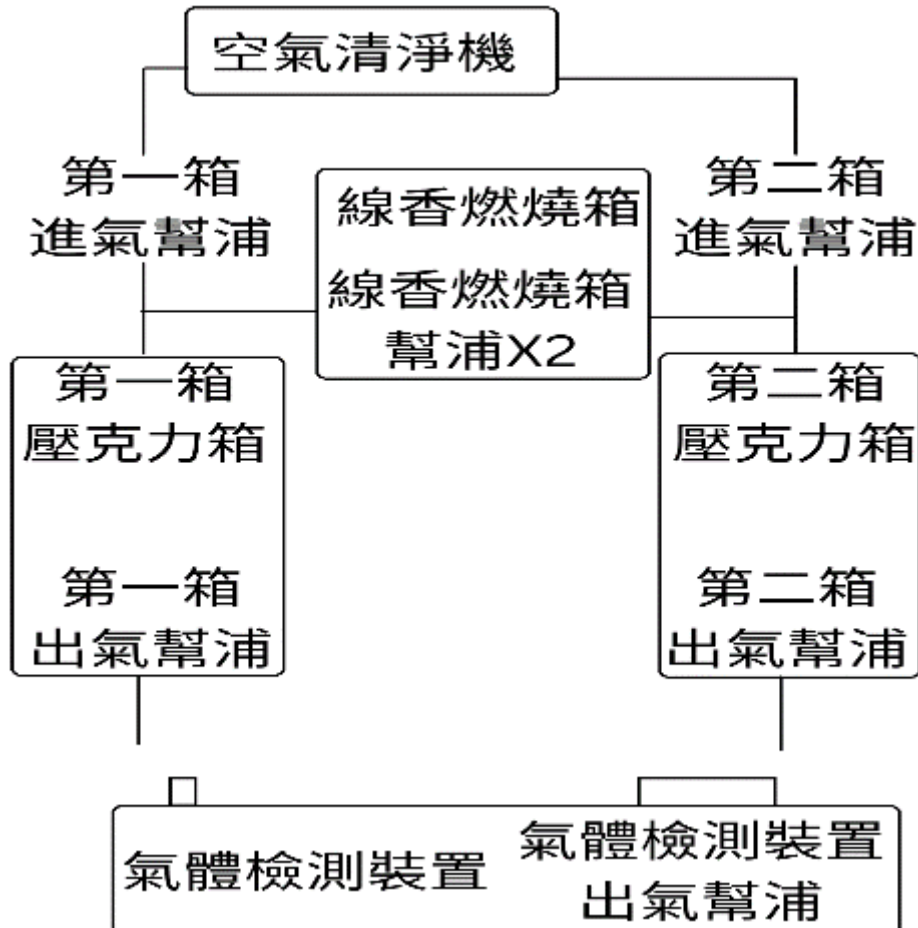 空氣清淨機
第一箱
進氣幫浦
線香燃燒箱
線香燃燒箱
幫浦X2
第二箱
進氣幫浦
第一箱
壓克力箱
第二箱
壓克力箱
第一箱
出氣幫浦
第二箱
出氣幫浦
氣體檢測裝置
氣體檢測裝置
出氣幫浦